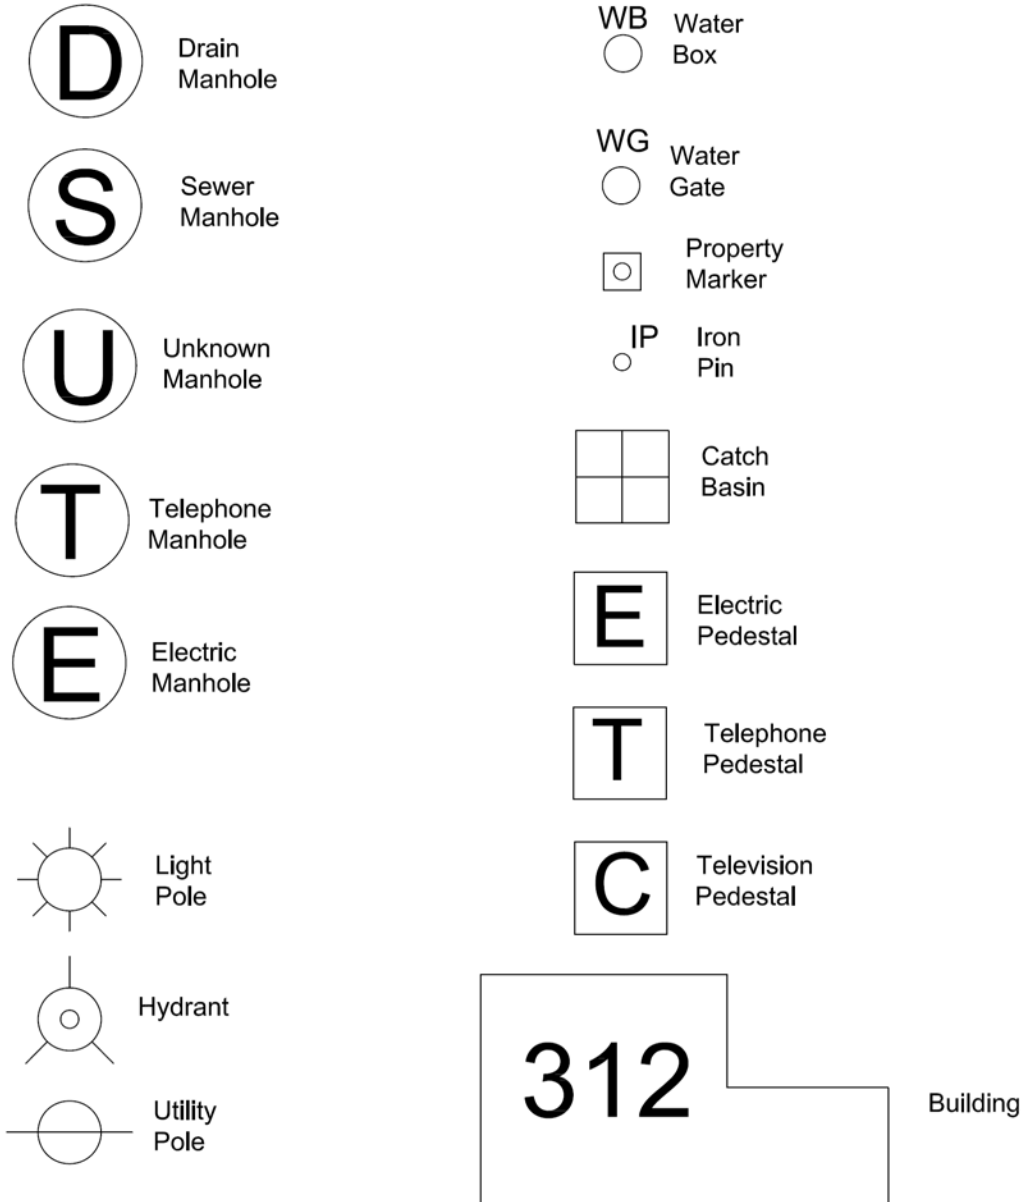 D
Drain
Manhole
S
Sewer
Manhole
U
Unknown
Manhole
T
Telephone
Manhole
E
Electric
Manhole
Light
Pole
Hydrant
Utility
Pole
WB
Water
Box
WG
Water
Gate
Property
Marker
IP
Iron
Pin
Catch
Basin
E
Electric
Pedestal
T
Telephone
Pedestal
C
Television
Pedestal
312
Building